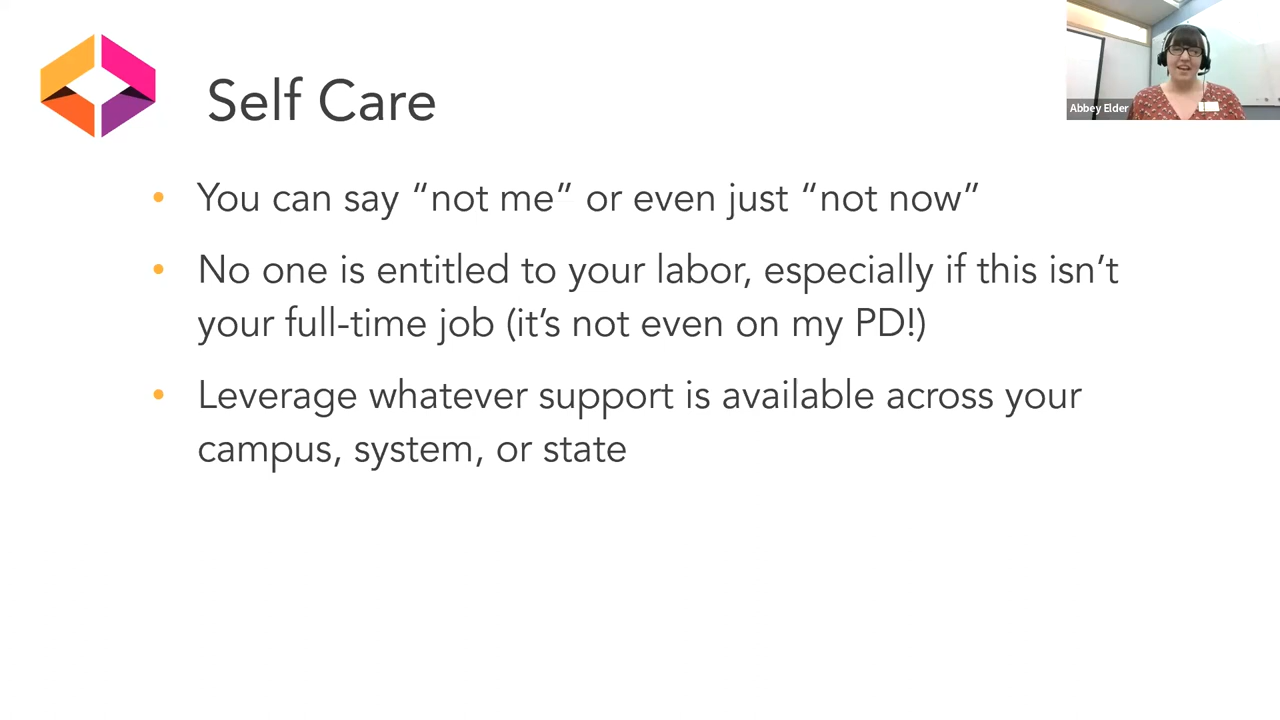 Self Care
Abbey Elder
• You can say “not me” or even just “not now”
• No one is entitled to your labor, especially if this isn’t
your full-time job (it’s not even on my PD!)
• Leverage whatever support is available across your
campus, system, or state